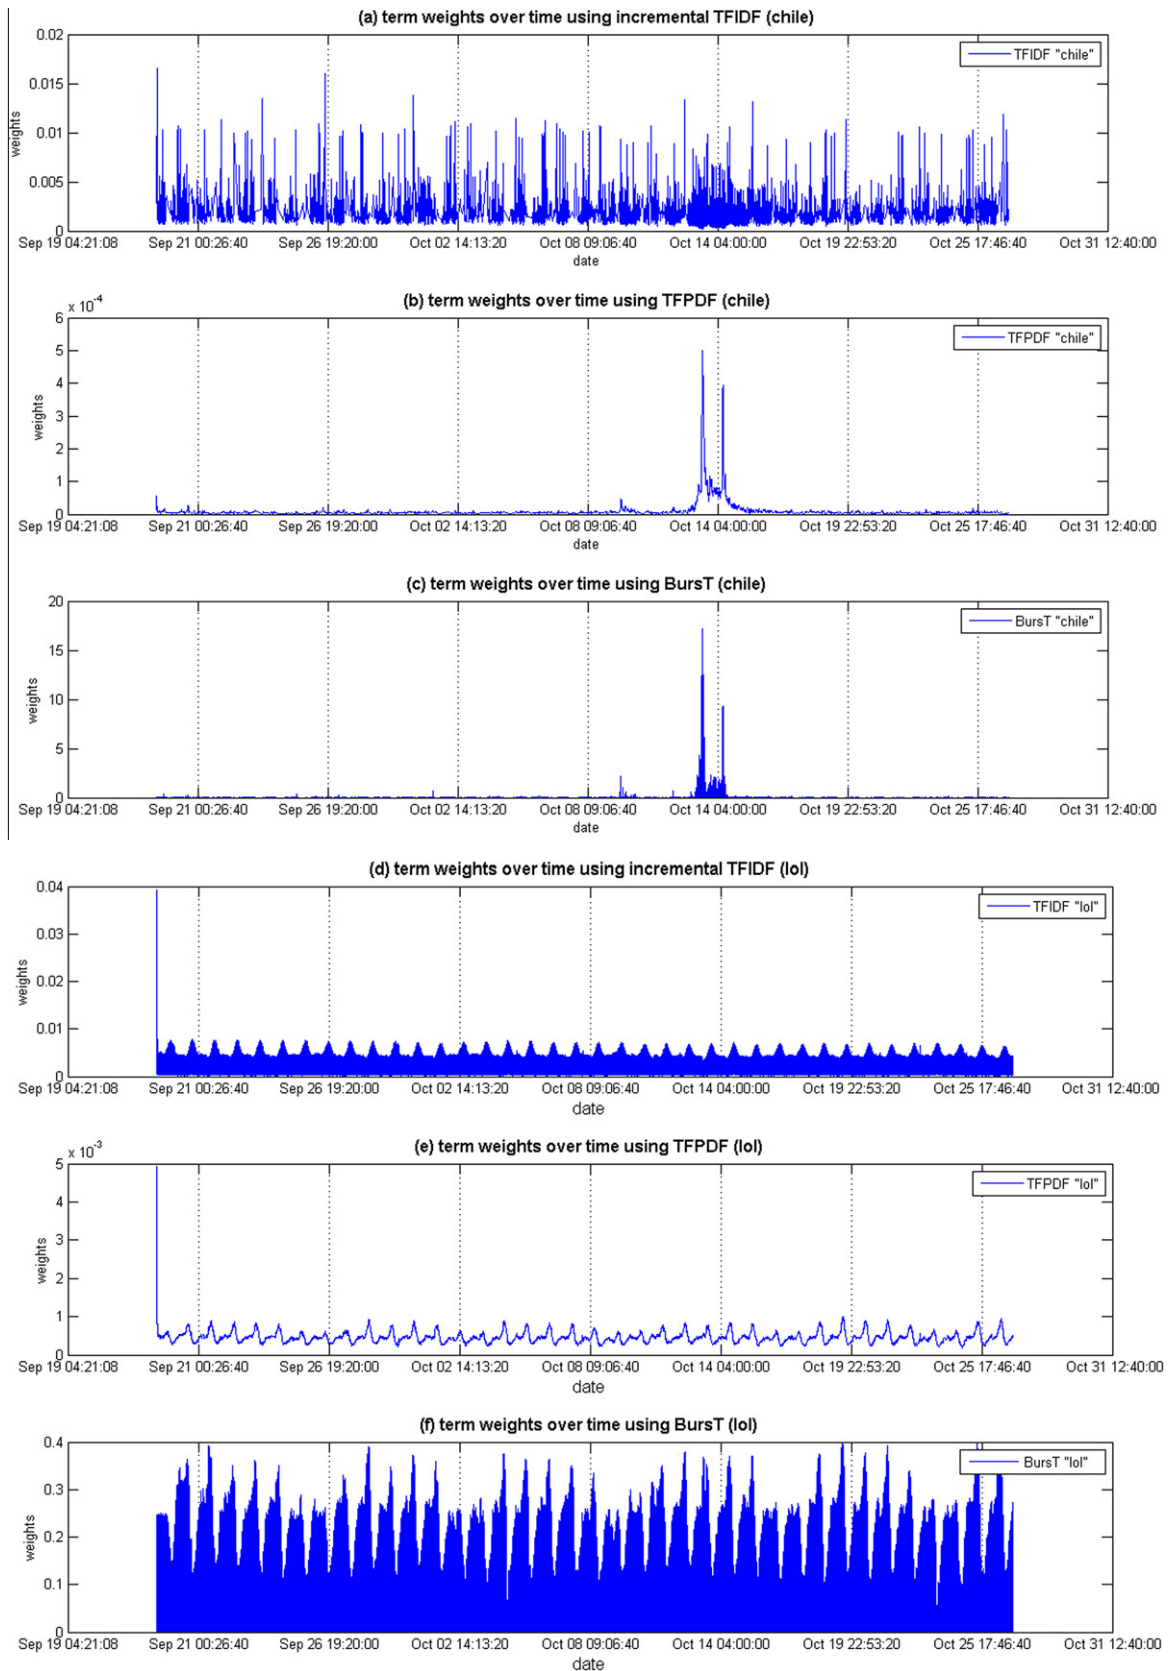 (a) term weights over time using incremental TFIDF (chile)
0.02
TFIDF "chile"
0.015
0.01
weights
0.005
0
Sep 19 04:21:08 Sep 21 00:26:40 Sep 26 19:20:00 Oct 02 14:13:20 Oct 08 09:06:40 Oct 14 04:00:00 Oct 19 22:53:20 Oct 25 17:46:40 Oct 31 12:40:00
date
(b) term weights over time using TFPDF (chile)
x 10-4
6
TFPDF "chile"
5
4
weights
3
2
1
0
Sep 19 04:21:08 Sep 21 00:26:40 Sep 26 19:20:00 Oct 02 14:13:20 Oct 08 09:06:40 Oct 14 04:00:00 Oct 19 22:53:20 Oct 25 17:46:40 Oct 31 12:40:00
date
(c) term weights over time using BursT (chile)
20
BursT "chile"
15
weights
10
5
0
Sep 19 04:21:08 Sep 21 00:26:40 Sep 26 19:20:00 Oct 02 14:13:20 Oct 08 09:06:40 Oct 14 04:00:00 Oct 19 22:53:20 Oct 25 17:46:40 Oct 31 12:40:00
date
(d) term weights over time using incremental TFIDF (lol)
0.04
TFIDF "lol"
0.03
weights
0.02
0.01
0
Sep 19 04:21:08 Sep 21 00:26:40 Sep 26 19:20:00 Oct 02 14:13:20 Oct 08 09:06:40 Oct 14 04:00:00 Oct 19 22:53:20 Oct 25 17:46:40 Oct 31 12:40:00
date
(e) term weights over time using TFPDF (lol)
x 10-3
5
TFPDF "lol"
4
3
weights
2
1
0
Sep 19 04:21:08 Sep 21 00:26:40 Sep 26 19:20:00 Oct 02 14:13:20 Oct 08 09:06:40 Oct 14 04:00:00 Oct 19 22:53:20 Oct 25 17:46:40 Oct 31 12:40:00
date
(f) term weights over time using BursT (lol)
0.4
BursT "lol"
0.3
weights
0.2
0.1
0
Sep 19 04:21:08 Sep 21 00:26:40 Sep 26 19:20:00 Oct 02 14:13:20 Oct 08 09:06:40 Oct 14 04:00:00 Oct 19 22:53:20 Oct 25 17:46:40 Oct 31 12:40:00
date